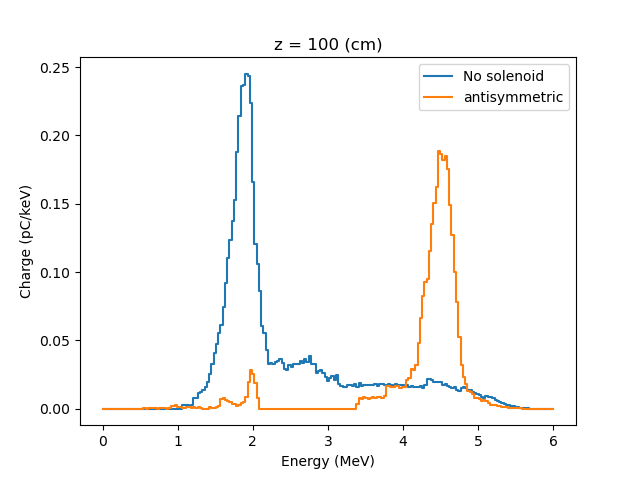 z = 100 (cm)
No solenoid
antisymmetric
0.25
0.20
0.15
0.10
0.05
0.00
Charge (pC/keV)
0 1 2 3 4 5 6
Energy (MeV)